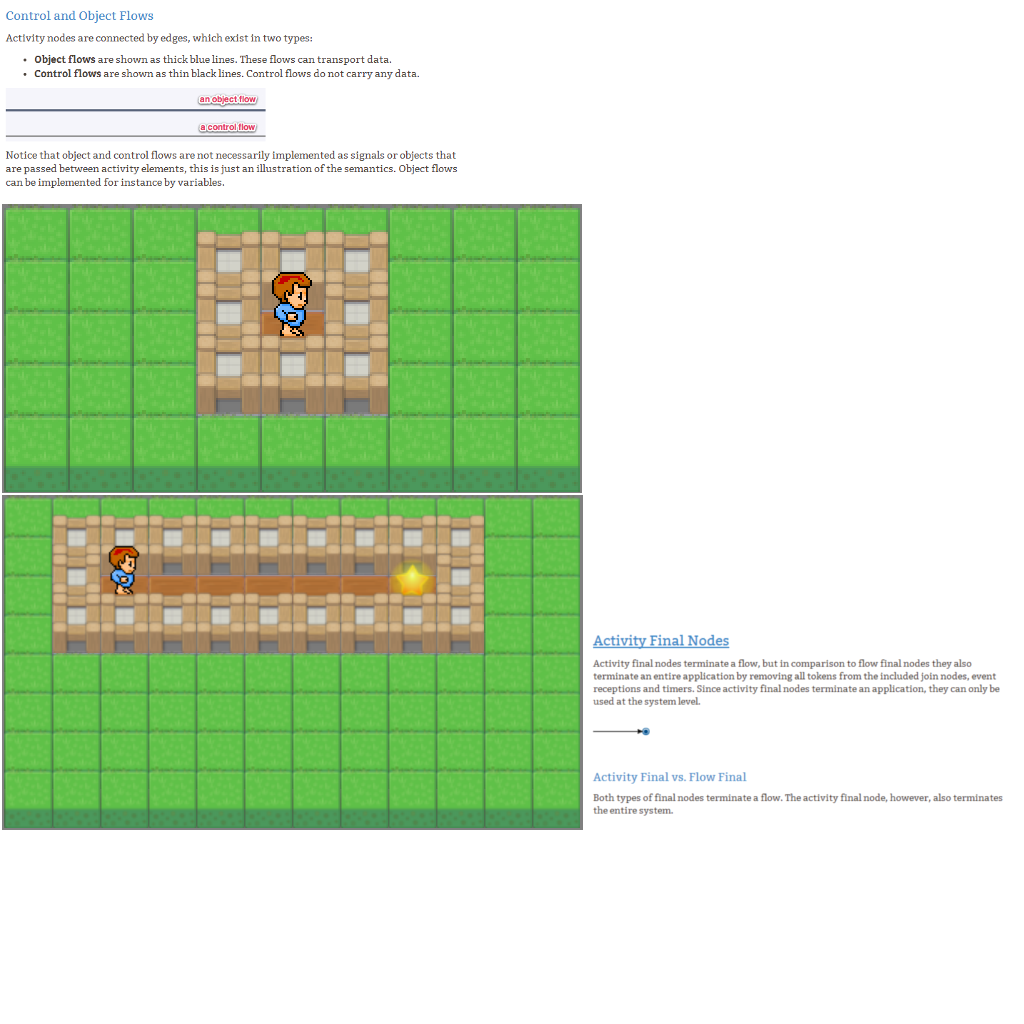 Control and Object Flows
Activity nodes are connected by edges, which exist in two types:
• Object flows are shown as thick blue lines. These flows can transport data.
• Control flows are shown as thin black lines. Control flows do not carry any data.
an object flow
a control flow
Notice that object and control flows are not necessarily implemented as signals or objects that
are passed between activity elements, this is just an illustration of the semantics. Object flows
can be implemented for instance by variables.
Activity Final Nodes
Activity final nodes terminate a flow, but in comparison to flow final nodes they also
terminate an entire application by removing all tokens from the included join nodes, event
receptions and timers. Since activity final nodes terminate an application, they can only be
used at the system level.
Activity Final vs. Flow Final
Both types of final nodes terminate a flow. The activity final node, however, also terminates
the entire system.